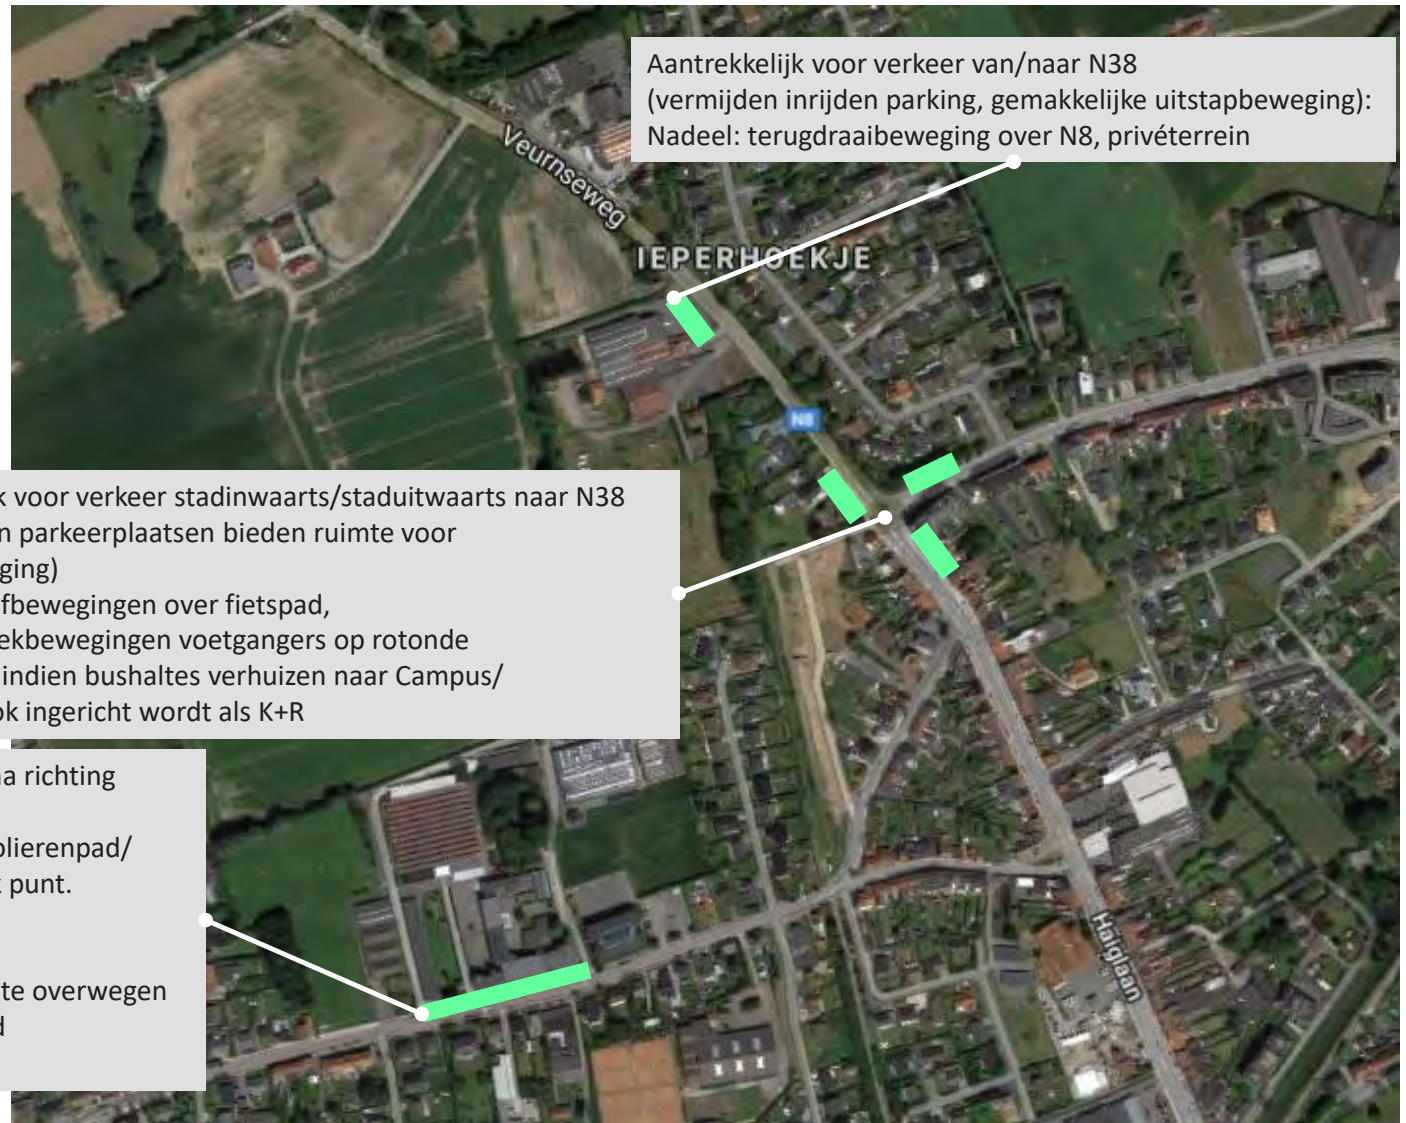 Aantrekkelijk voor verkeer van/naar N38
(vermijden inrijden parking, gemakkelijke uitstapbeweging):
Nadeel: terugdraaibeweging over N8, privéterrein
Veurnseweg
IEPERHOEKJE
N8
k voor verkeer stadinwaarts/staduitwaarts naar N38
n parkeerplaatsen bieden ruimte voor
ging)
fbewegingen over fietspad,
ekbewegingen voetgangers op rotonde
indien bushaltes verhuizen naar Campus/
ok ingericht wordt als K+R
na richting
olierenpad/
punt.
te overwegen
d
Haiglaan